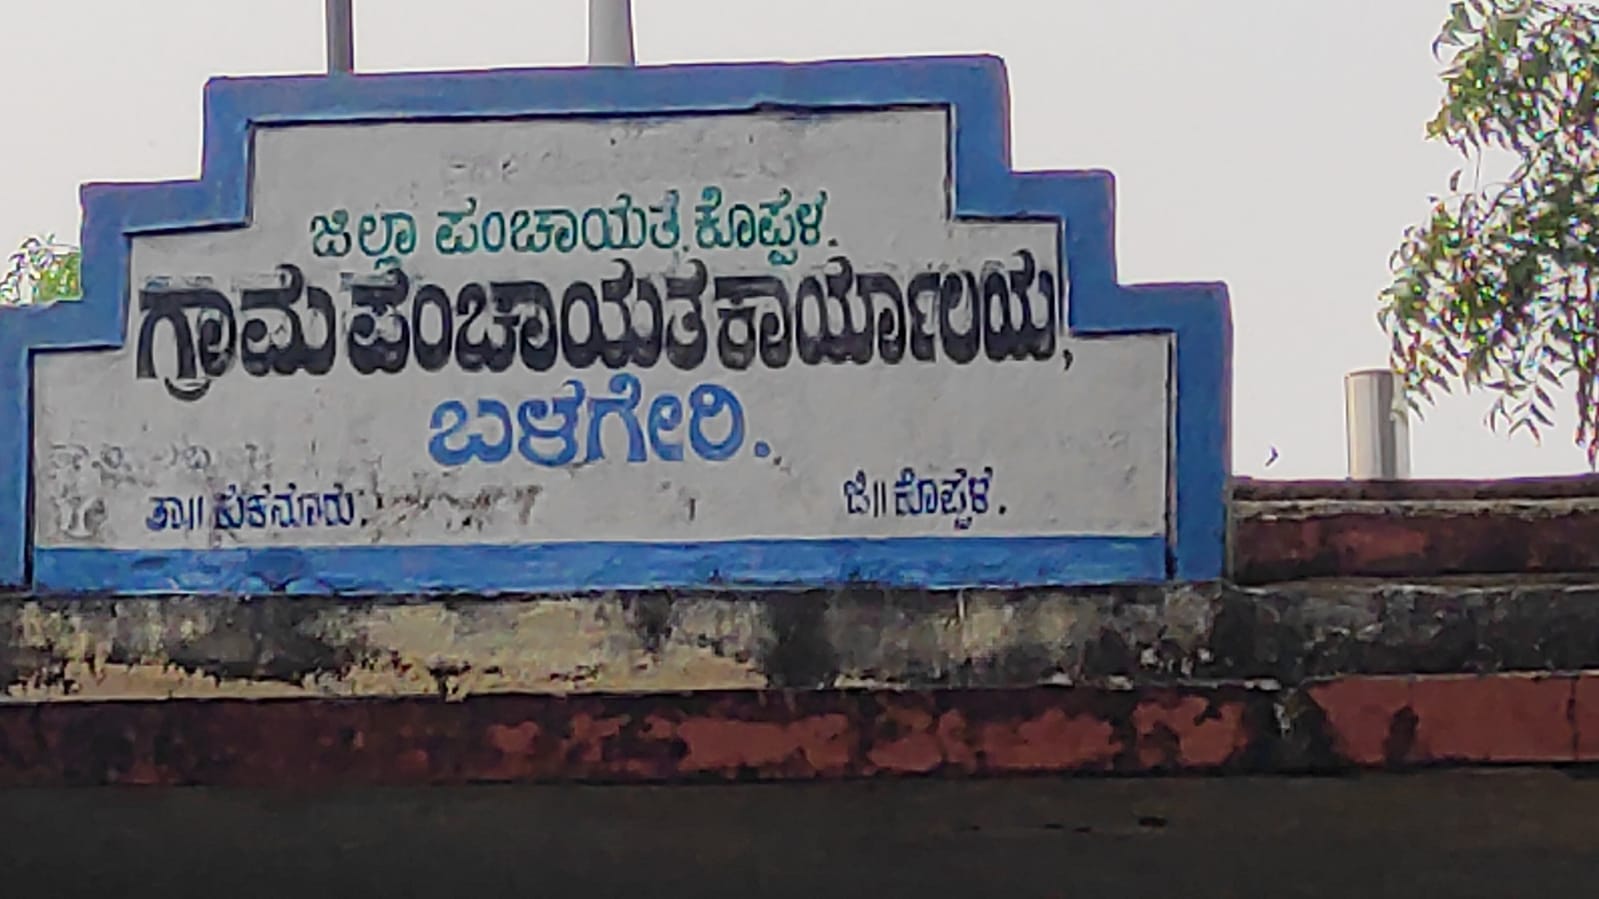 ಜಿಲ್ಲಾ ಪಂಚಾಯತ, ಕೊಪ್ಪಳ.
ಗ್ರಾಮ ಪಂಚಾಯತ ಕಾರ್ಯಾಲಯ,
ಬಳಗೇರಿ.
ತಾ|| ಕುಕನೂರು. ಜಿ|| ಕೊಪ್ಪಳ.